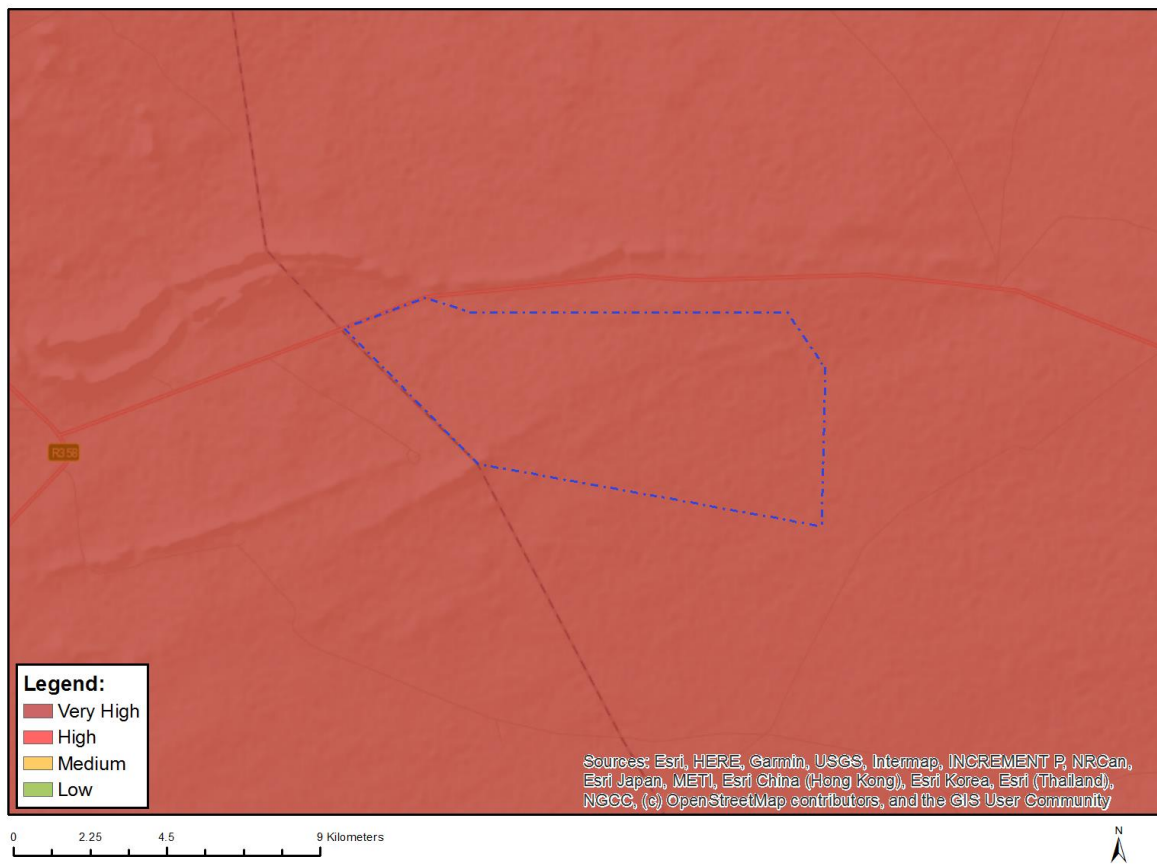 R356
Legend:
Very High
High
Medium
Low
Sources: Esri, HERE, Garmin, USGS, Intermap, INCREMENT P, NRCan,
Esri Japan, METI, Esri China (Hong Kong), Esri Korea, Esri (Thailand),
NGCC, (c) OpenStreetMap contributors, and the GIS User Community
0 2.25 4.5 9 Kilometers
N